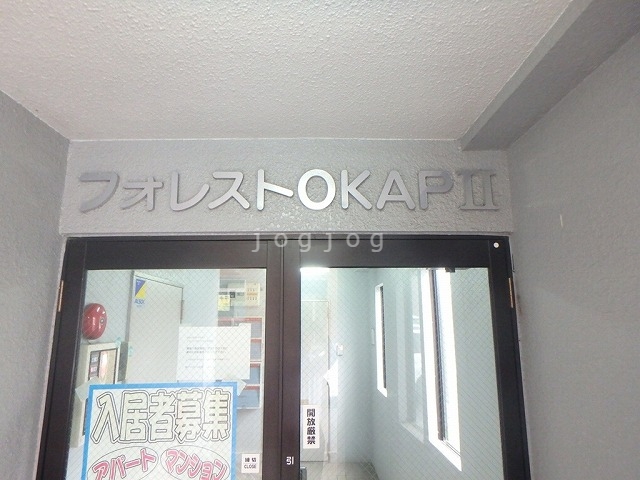 フォレストOKAPⅡ
jogjog
入居者募集
アパート マンション
開放厳禁
締切
CLOSE
引